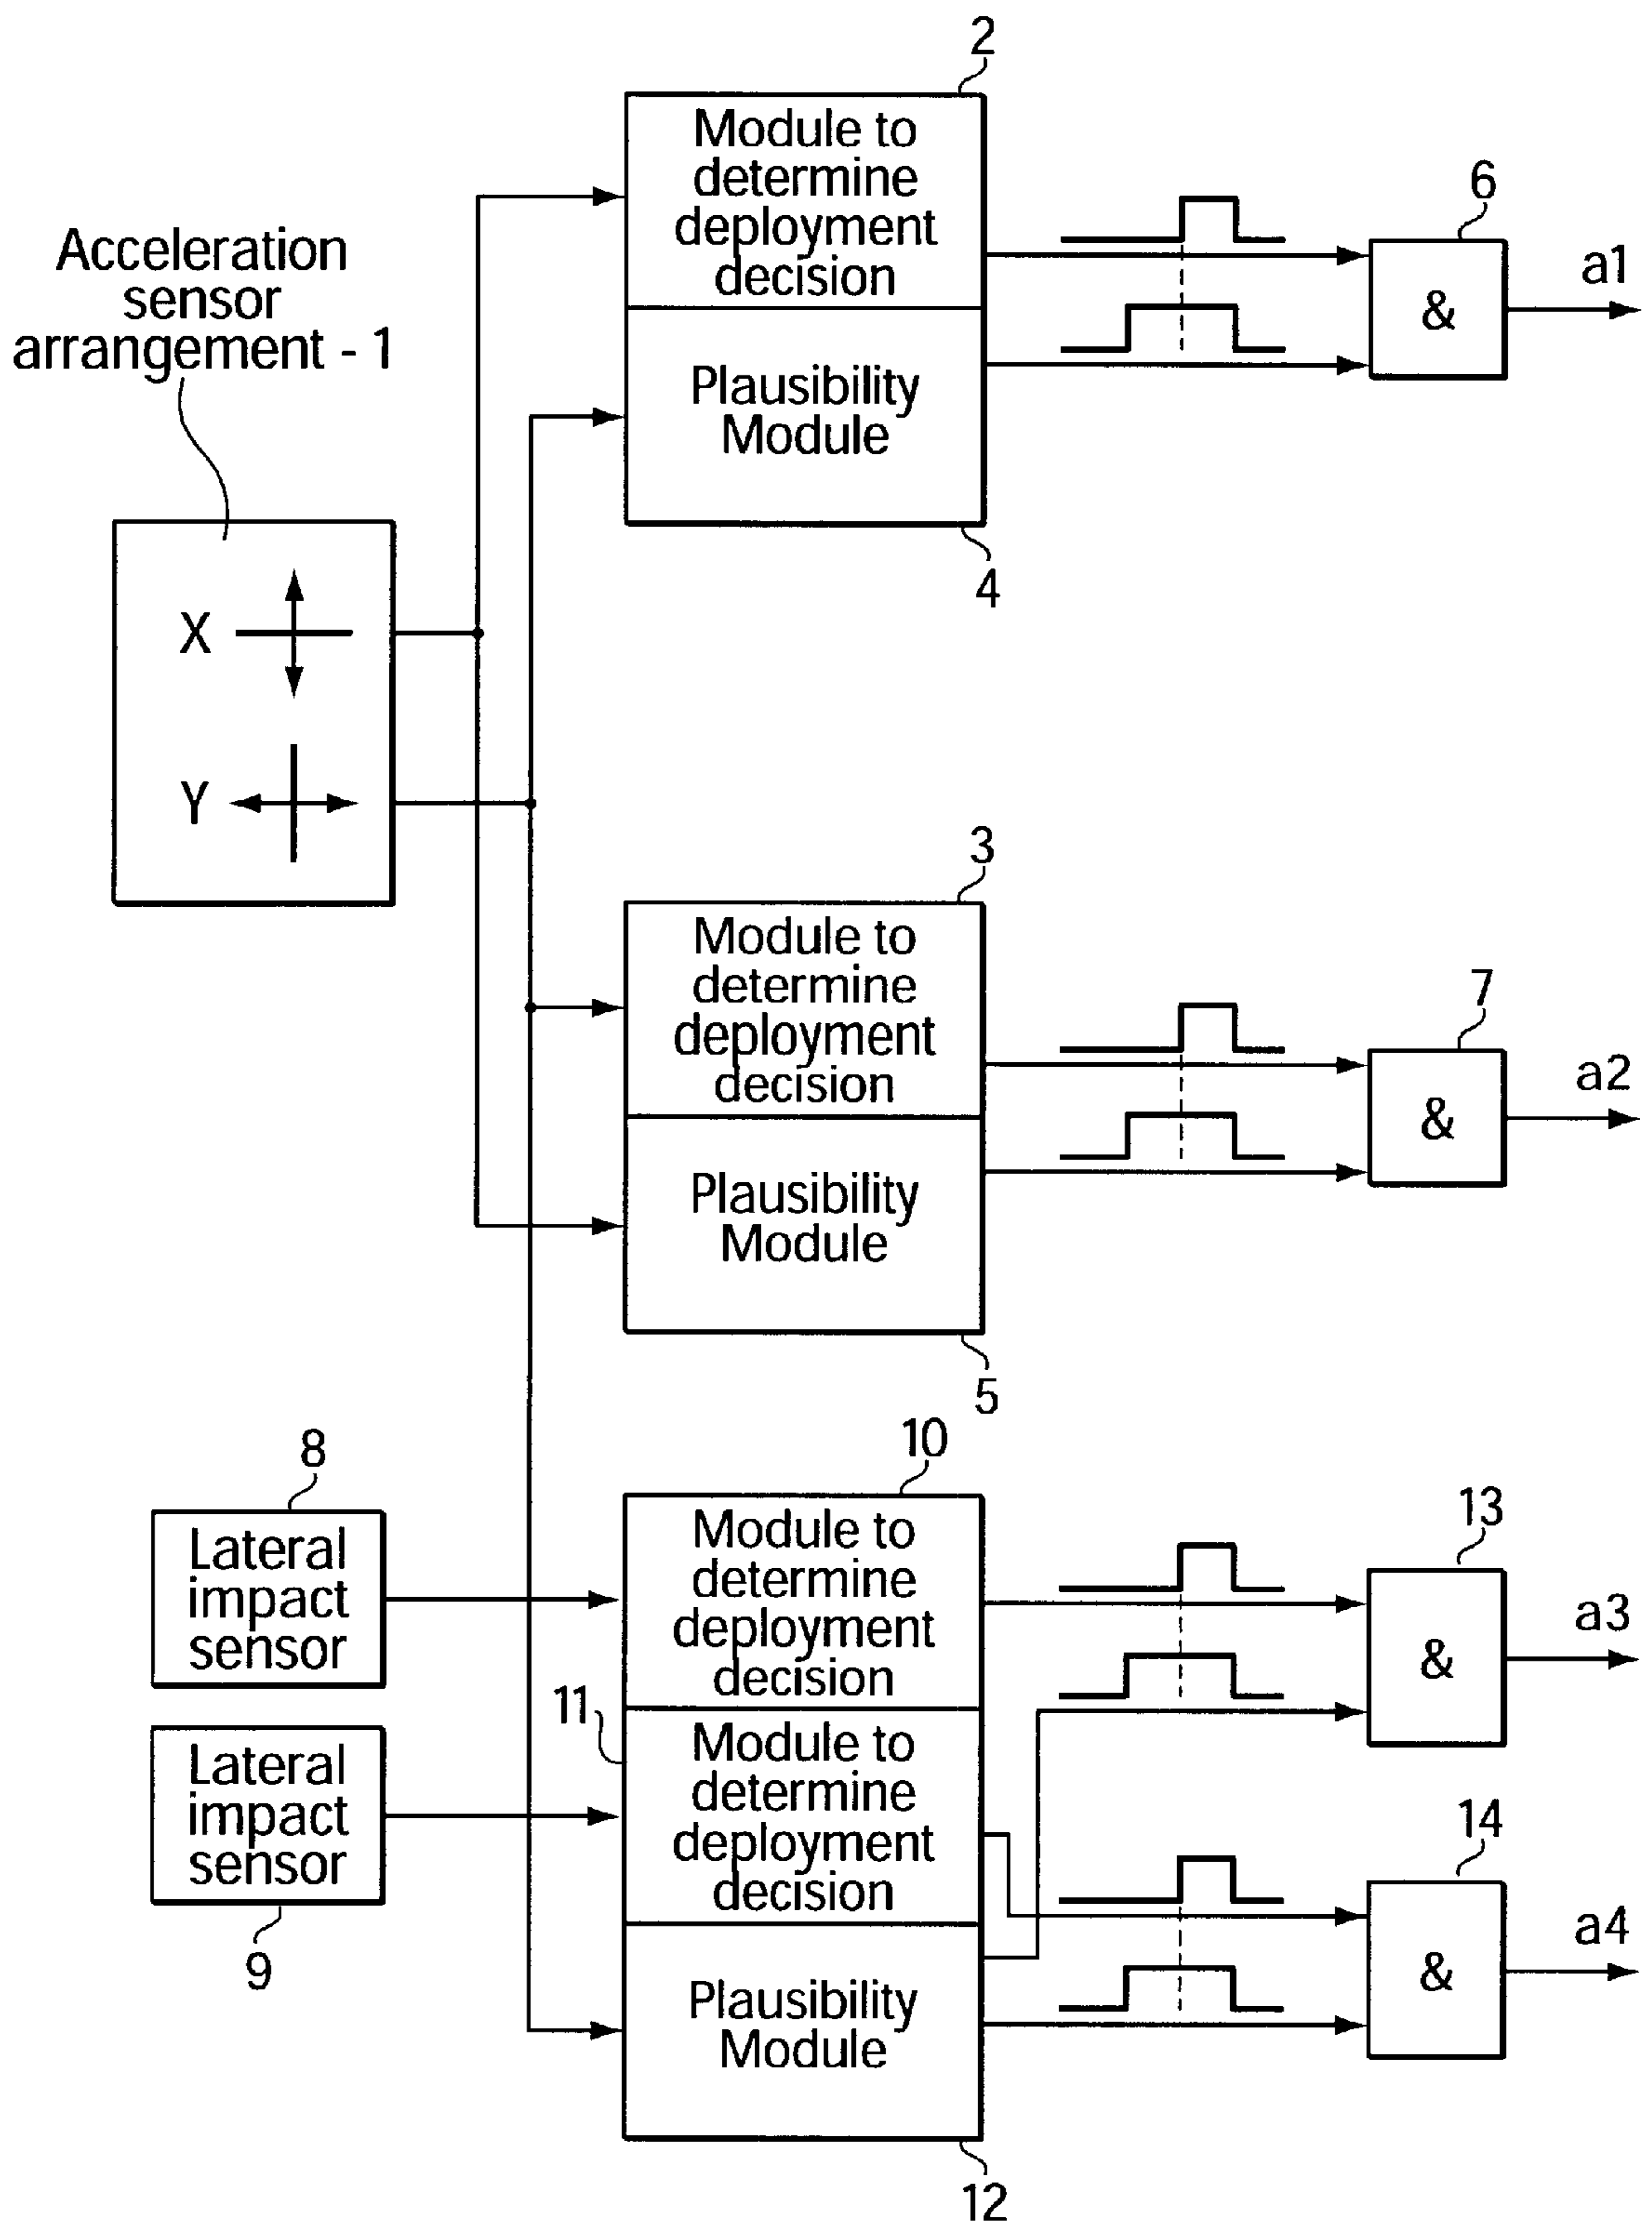 2
Module to
determine
deployment
decision
6
a1
&
Acceleration
sensor
arrangement - 1
Plausibility
Module
4
X
Y
3
Module to
determine
deployment
decision
7
a2
&
Plausibility
Module
5
8
Lateral
impact
sensor
10
Module to
determine
deployment
decision
13
a3
&
11
Lateral
impact
sensor
9
Module to
determine
deployment
decision
14
a4
&
Plausibility
Module
12